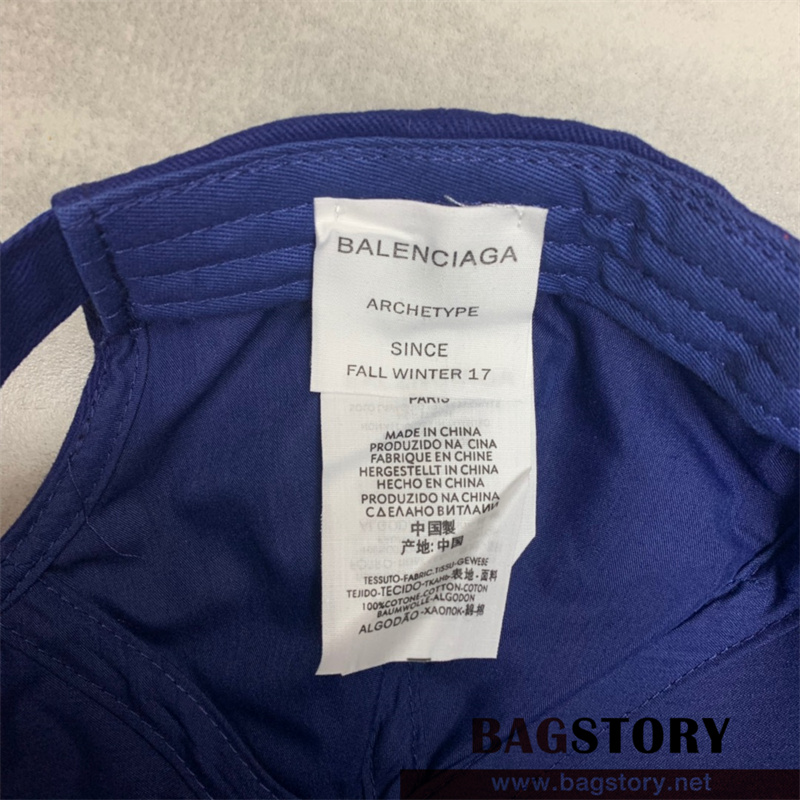 BALENCIAGA
ARCHETYPE
SINCE
FALL WINTER 17
PARIS
MADE IN CHINA
PRODUZIDO NA CINA
FABRIQUE EN CHINE
HERGESTELLT IN CHINA
HECHO EN CHINA
PRODUZIDO NA CHINA
СДЕЛАНО ВИТЛАНИ
中国製
产地: 中国
TESSUTO-FABRIC.TISSU-GEWEBE
TEJIDO-TECIDO-ТКАНЬ-表地-面料
100%COTONE-COTTON-COTON
BAUMWOLLE-ALGODON
ALGODÃO-ХЛОПОК-綿-棉
BAGSTORY
www.bagstory.net